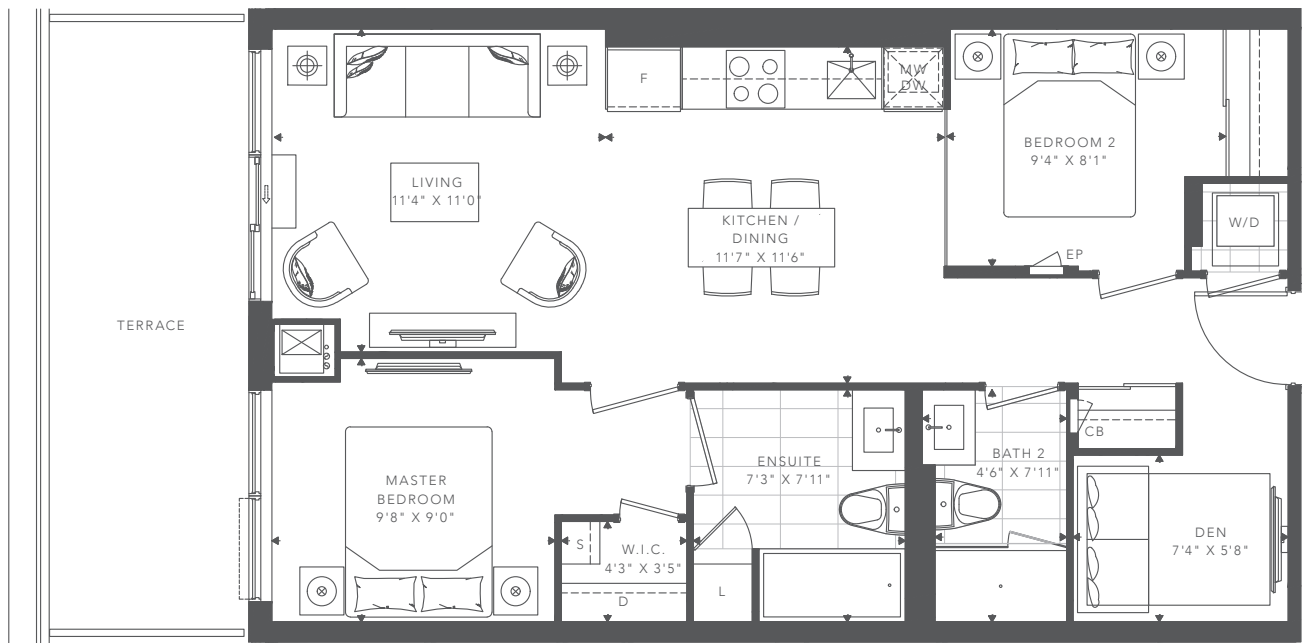 F
MW
DW
BEDROOM 2
9'4" X 8'1"
LIVING
11'4" X 11'0"
KITCHEN /
DINING
11'7" X 11'6"
W/D
EP
TERRACE
CB
ENSUITE
7'3" X 7'11"
BATH 2
4'6" X 7'11"
MASTER
BEDROOM
9'8" X 9'0"
S
W.I.C.
4'3" X 3'5"
D
L
DEN
7'4" X 5'8"